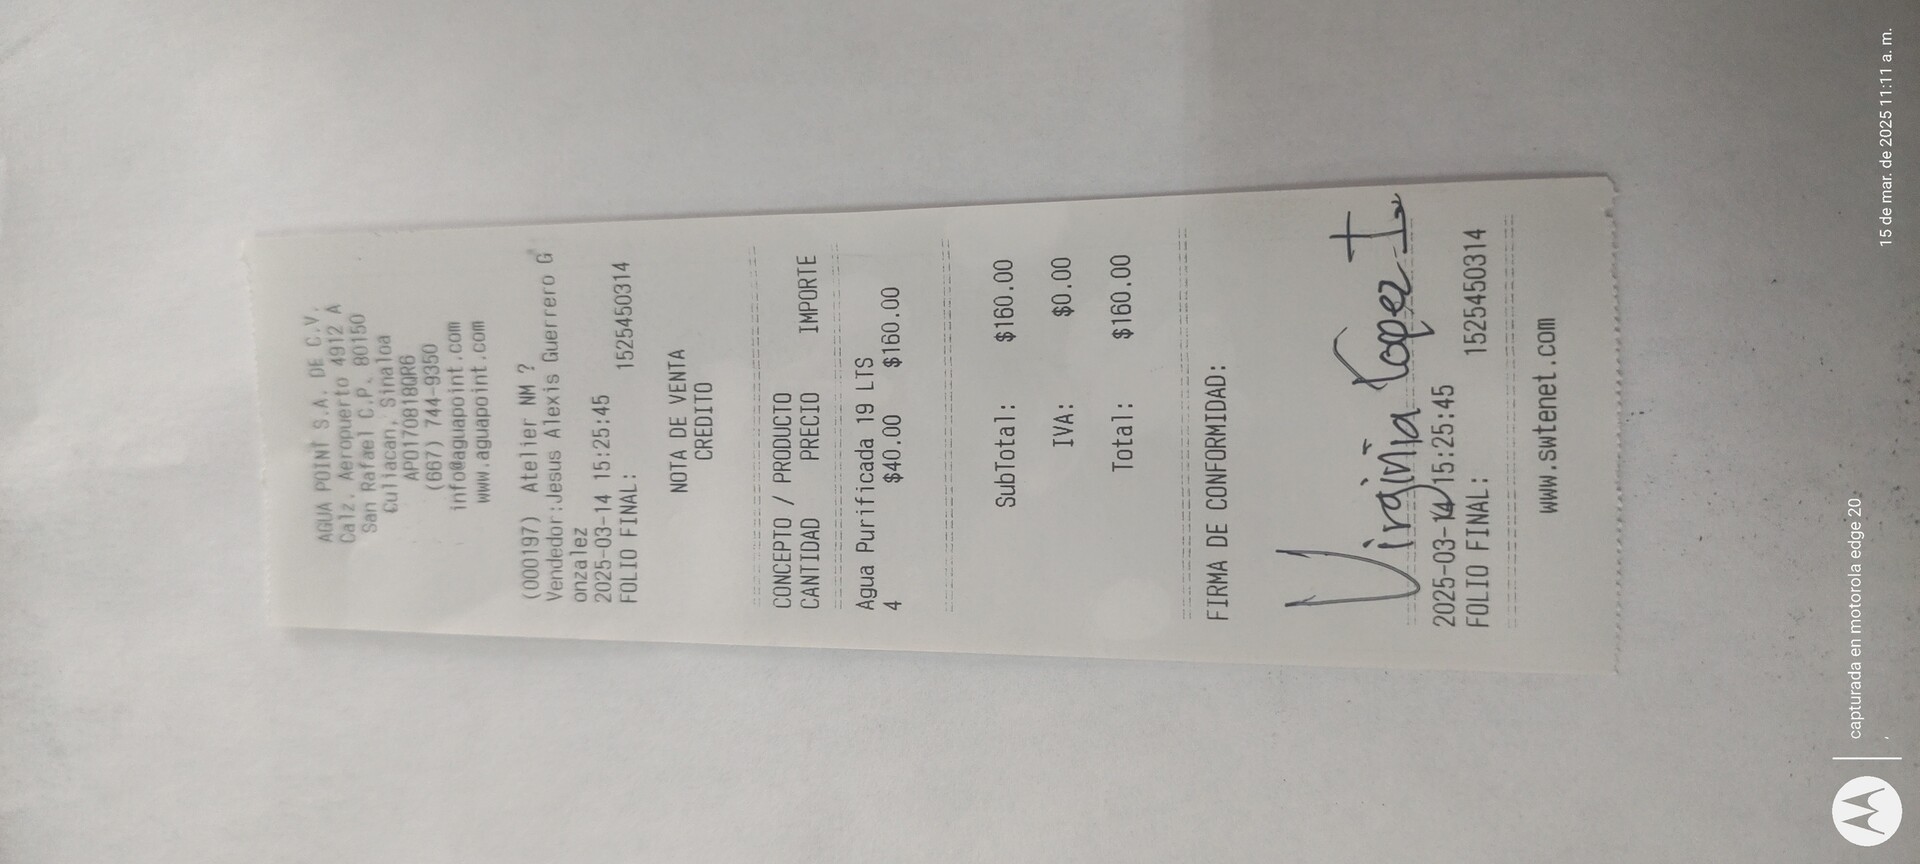 AGUA POINT S.A. DE C.V.
Calz. Aeropuerto 4912 A
San Rafael C.P. 80150
Culiacan, Sinaloa
APO170818QR6
(667) 744-9350
info@aguapoint.com
www.aguapoint.com
(000197) Atelier NM ?
Vendedor:Jesus Alexis Guerrero G
onzalez
2025-03-14 15:25:45
FOLIO FINAL: 1525450314
NOTA DE VENTA
CREDITO
CONCEPTO / PRODUCTO
CANTIDAD PRECIO IMPORTE
Agua Purificada 19 LTS
4 $40.00 $160.00
SubTotal: $160.00
IVA: $0.00
Total: $160.00
FIRMA DE CONFORMIDAD:
Virginia Lopez I
2025-03-14 15:25:45
FOLIO FINAL: 1525450314
www.swtenet.com
capturada en motorola edge 20
15 de mar. de 2025 11:11 a. m.